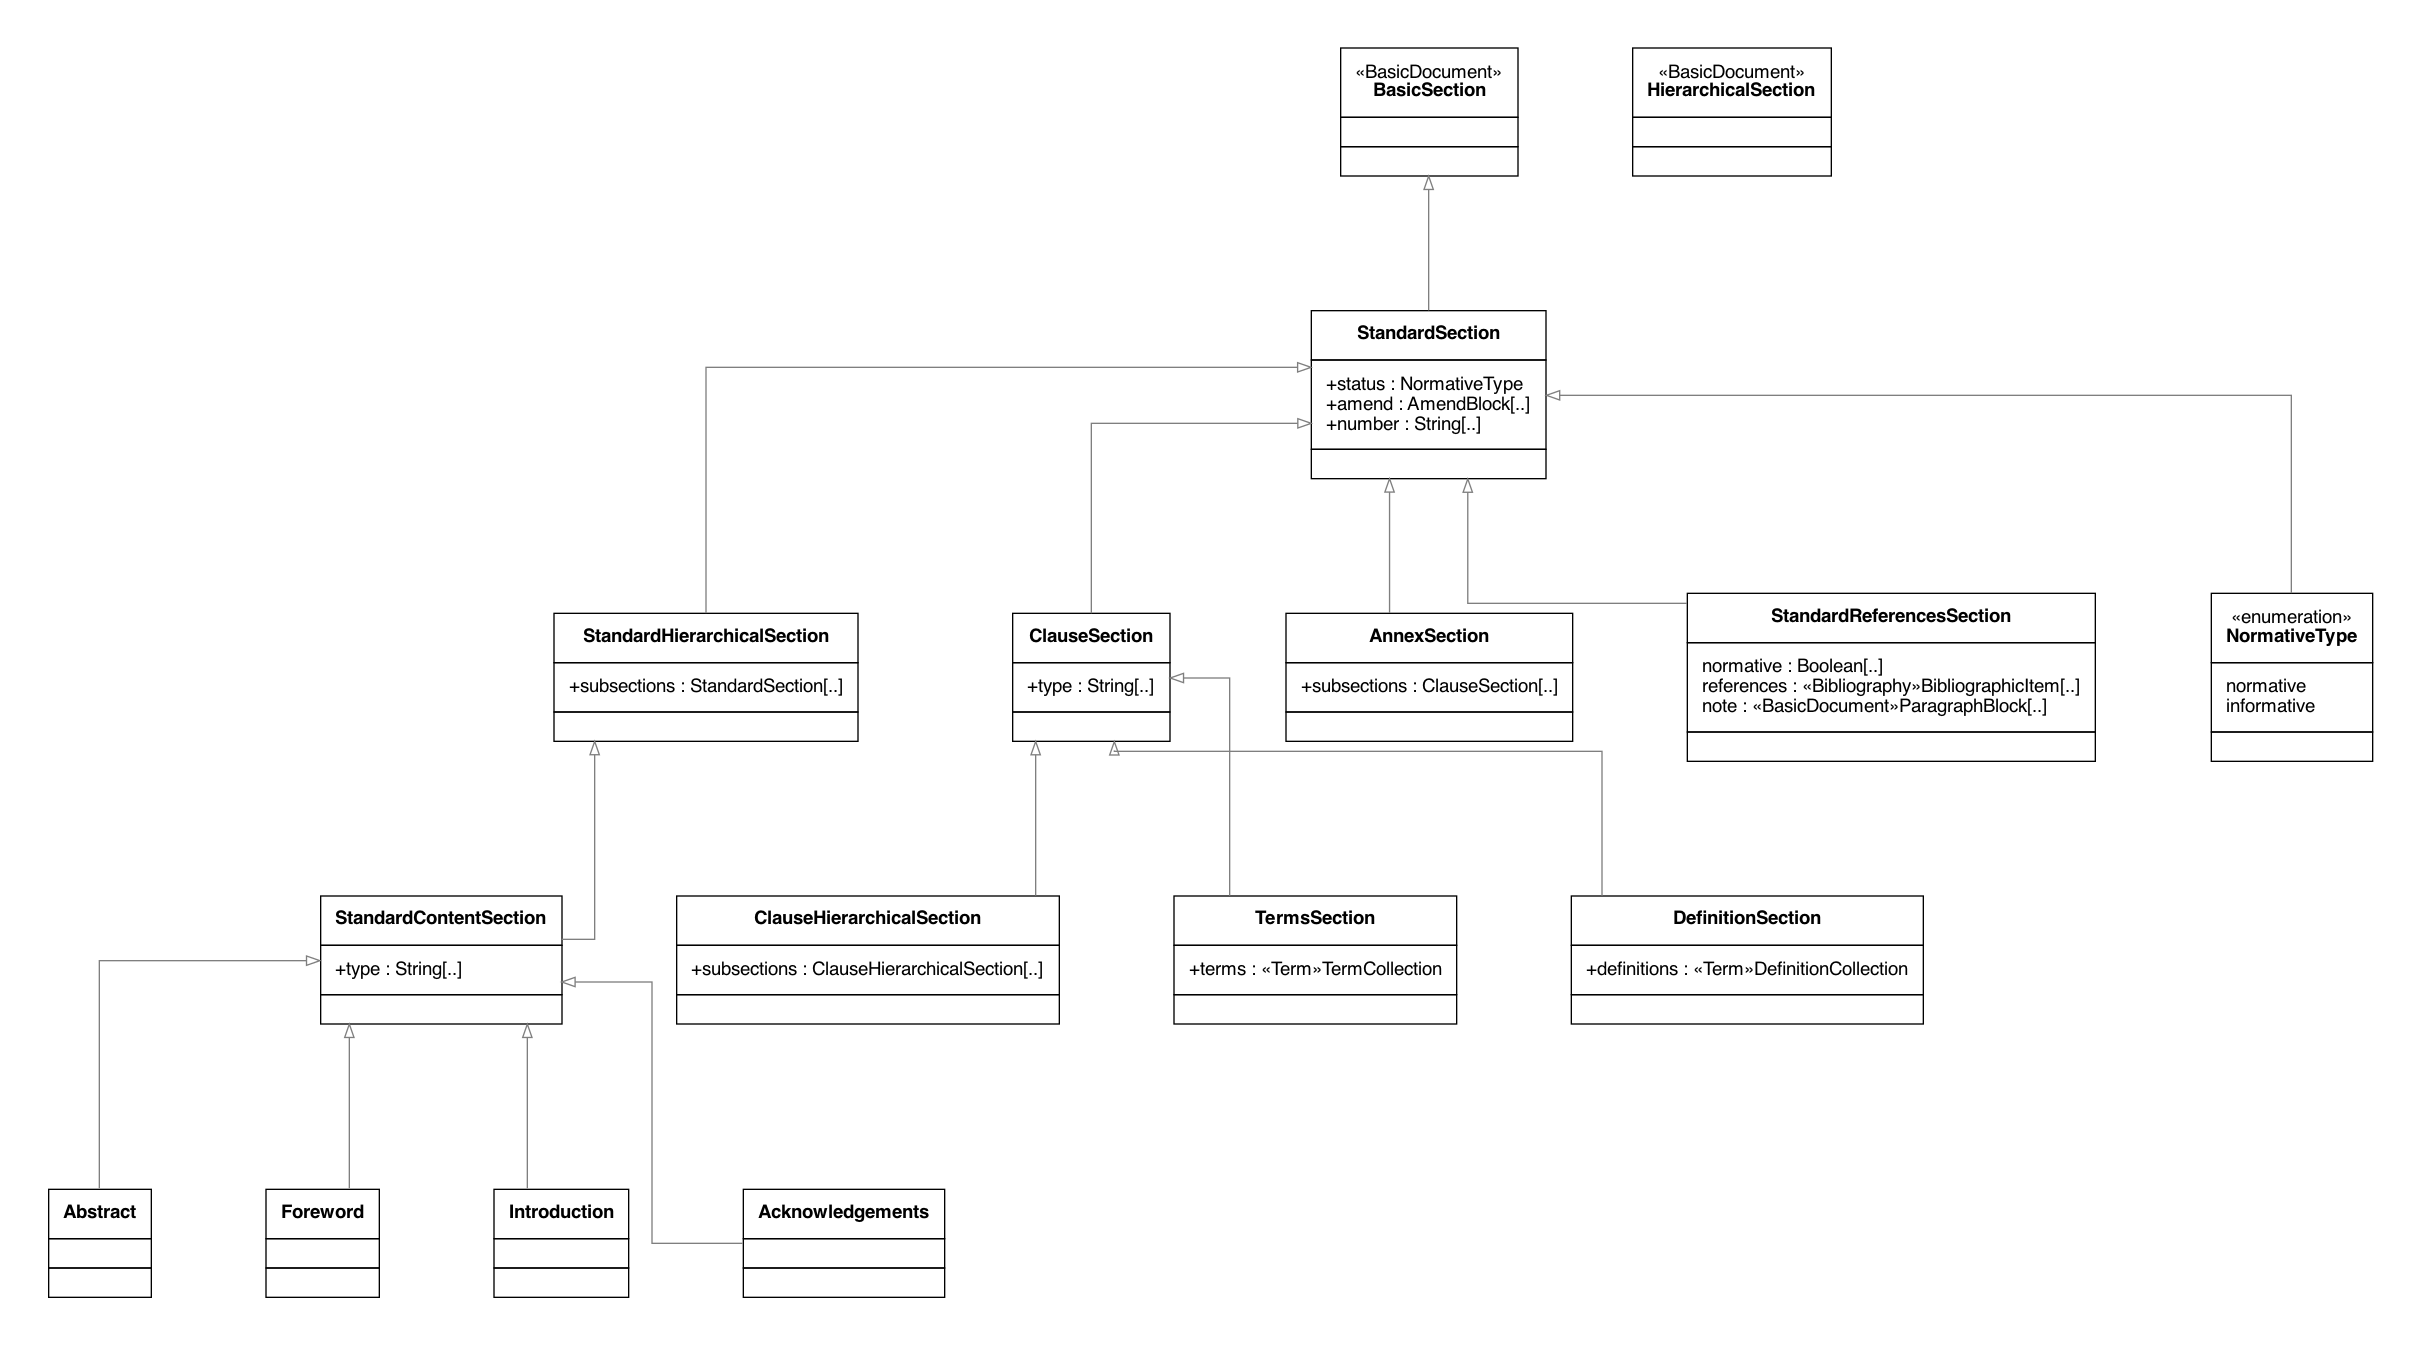 «BasicDocument»
BasicSection
«BasicDocument»
HierarchicalSection
StandardSection
+status : NormativeType
+amend : AmendBlock[..]
+number : String[..]
StandardHierarchicalSection
+subsections : StandardSection[..]
ClauseSection
+type : String[..]
AnnexSection
+subsections : ClauseSection[..]
StandardReferencesSection
normative : Boolean[..]
references : «Bibliography»BibliographicItem[..]
note : «BasicDocument»ParagraphBlock[..]
«enumeration»
NormativeType
normative
informative
StandardContentSection
+type : String[..]
ClauseHierarchicalSection
+subsections : ClauseHierarchicalSection[..]
TermsSection
+terms : «Term»TermCollection
DefinitionSection
+definitions : «Term»DefinitionCollection
Abstract
Foreword
Introduction
Acknowledgements